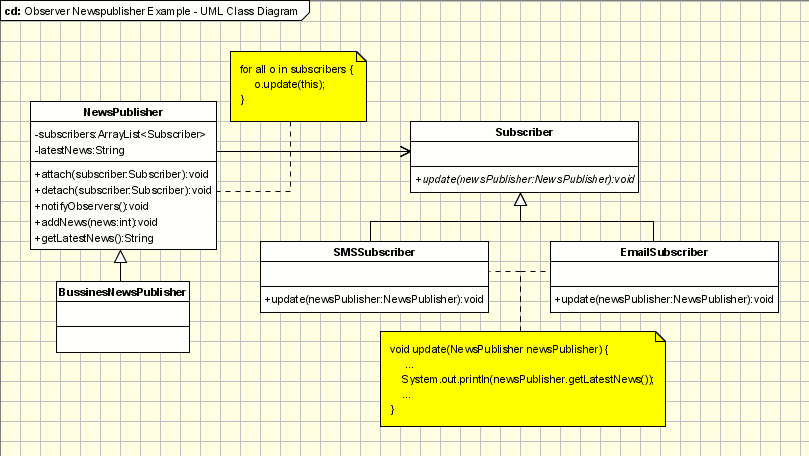 cd: Observer Newspublisher Example - UML Class Diagram
for all o in subscribers {
o.update(this);
}
NewsPublisher
-subscribers:ArrayList<Subscriber>
-latestNews:String
+attach(subscriber:Subscriber):void
+detach(subscriber:Subscriber):void
+notifyObservers():void
+addNews(news:int):void
+getLatestNews():String
Subscriber
+update(newsPublisher:NewsPublisher):void
SMSSubscriber
+update(newsPublisher:NewsPublisher):void
EmailSubscriber
+update(newsPublisher:NewsPublisher):void
BussinesNewsPublisher
void update(NewsPublisher newsPublisher) {
...
System.out.println(newsPublisher.getLatestNews());
...
}